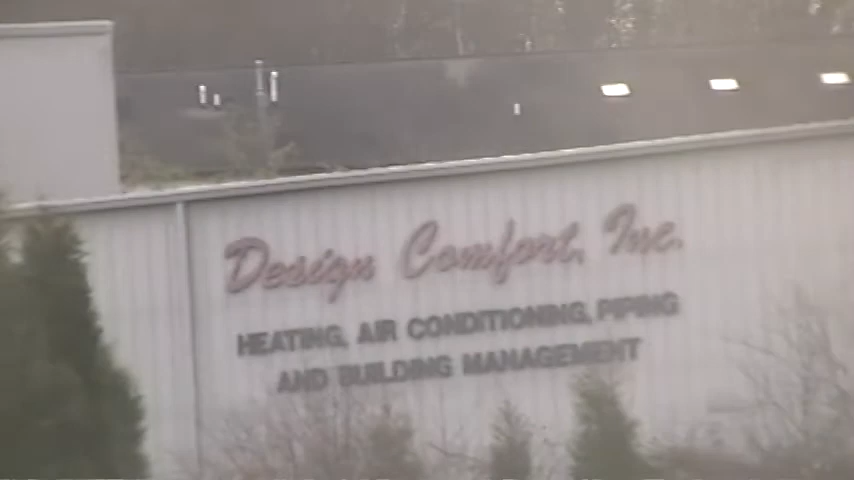 Design Comfort, Inc.
HEATING, AIR CONDITIONING, PIPING
AND BUILDING MANAGEMENT